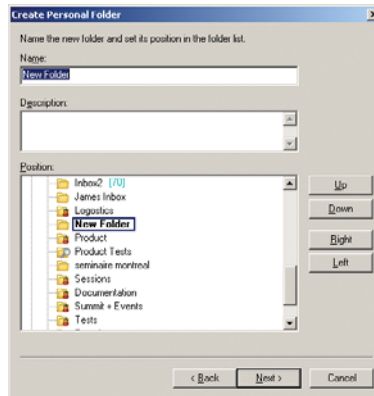 Create Personal Folder
Name the new folder and set its position in the folder list.
Name:
New Folder
Description:
Position:
Inbox2 [70]
James Inbox
Logostics
New Folder
Product
Product Tests
seminaire montreal
Sessions
Documentation
Summit + Events
Tests
Up
Down
Right
Left
< Back
Next >
Cancel